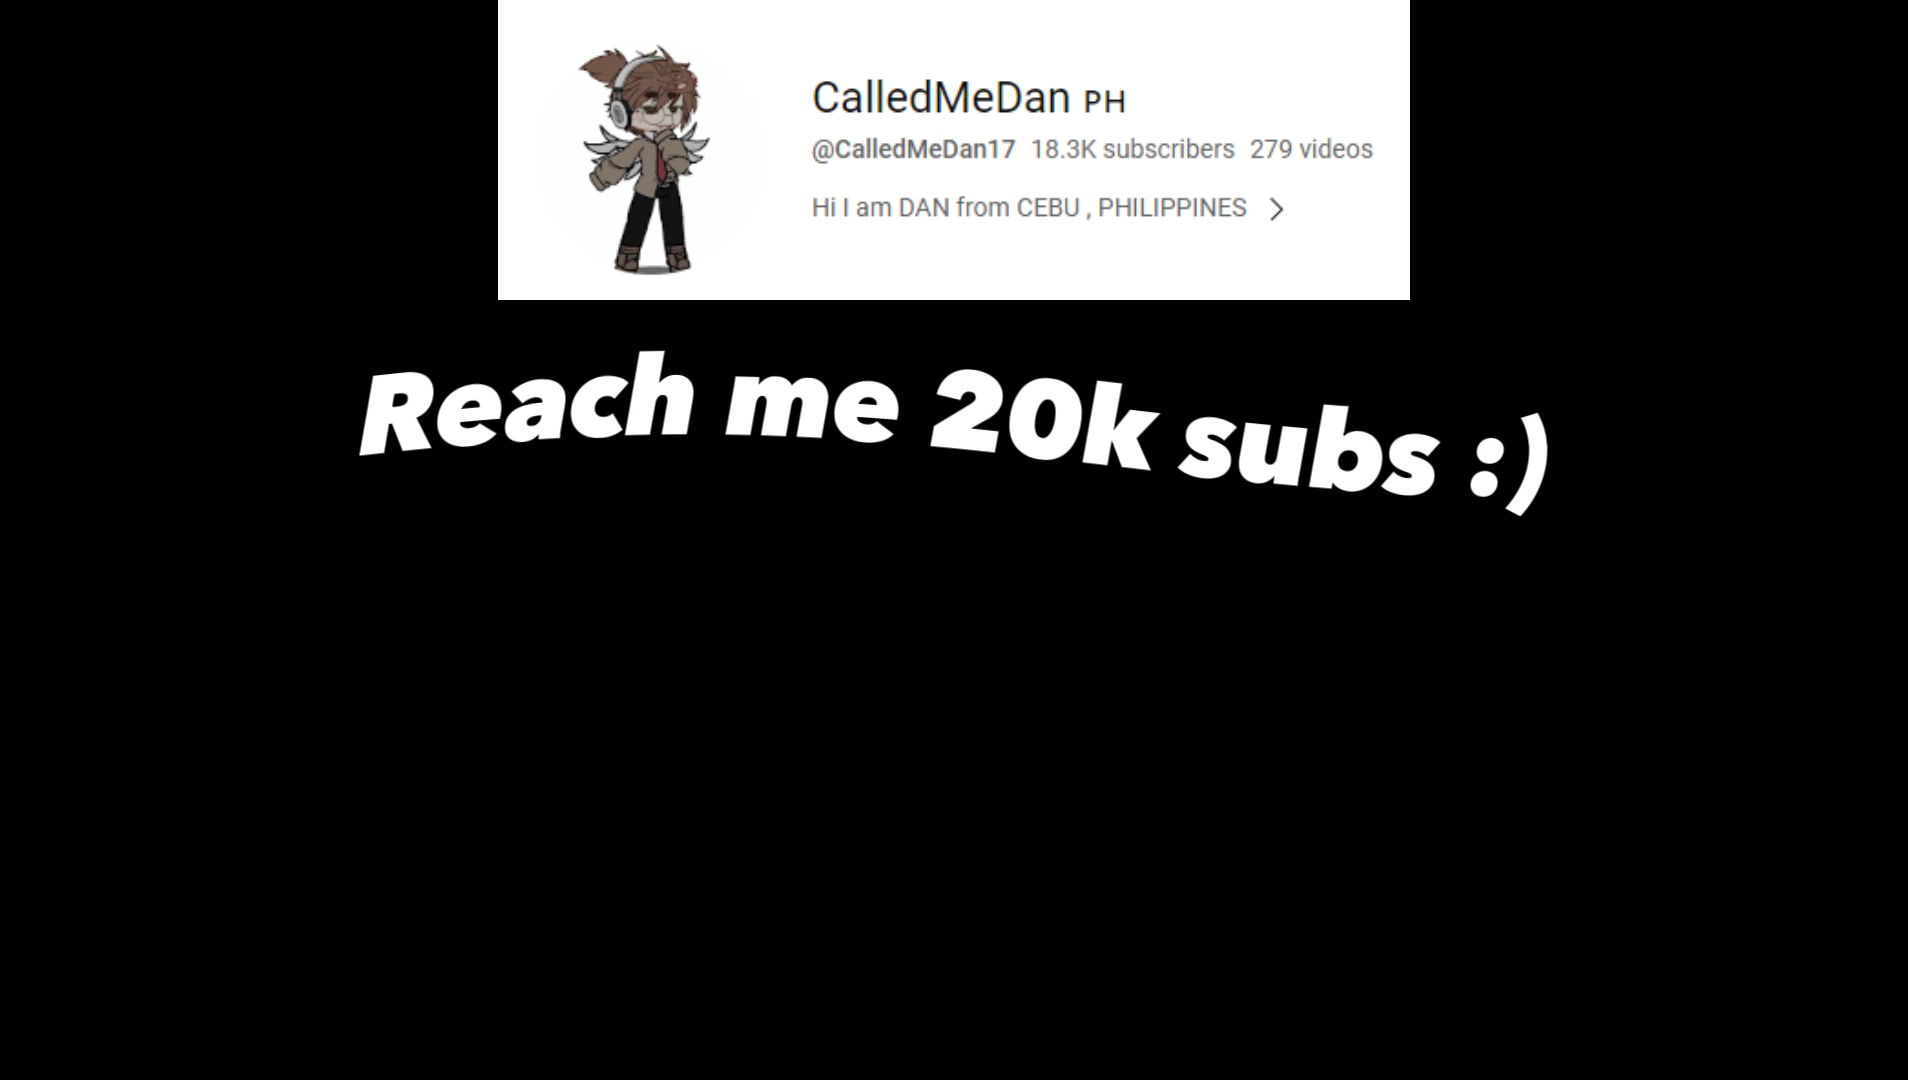 CalledMeDan PH
@CalledMeDan17 18.3K subscribers 279 videos
Hi I am DAN from CEBU , PHILIPPINES
Reach me 20k subs :)